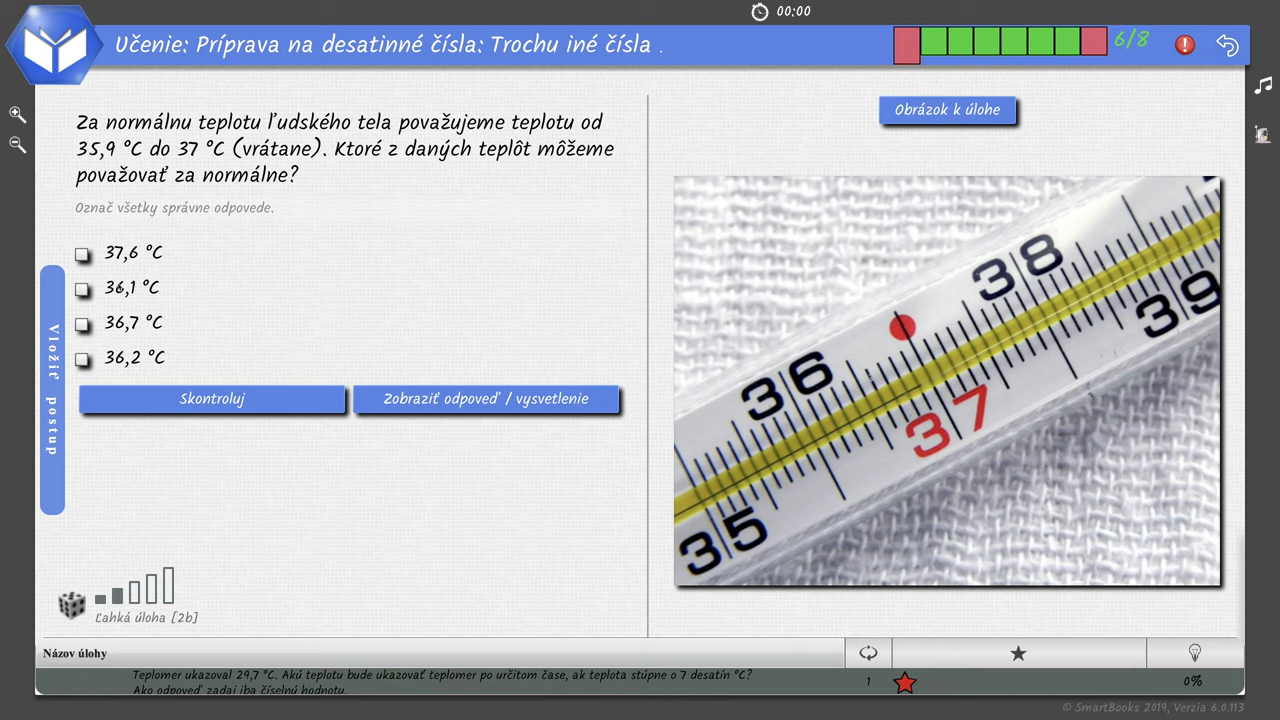 00:00
Učenie: Príprava na desatinné čísla: Trochu iné čísla .
6/8
Za normálnu teplotu ľudského tela považujeme teplotu od
35,9 °C do 37 °C (vrátane). Ktoré z daných teplôt môžeme
považovať za normálne?
Označ všetky správne odpovede.
37,6 °C
36,1 °C
36,7 °C
36,2 °C
Skontroluj
Zobraziť odpoveď / vysvetlenie
Vložiť postup
Ľahká úloha [2b]
Obrázok k úlohe
35
36
37
38
39
Názov úlohy
Teplomer ukazoval 29,7 °C. Akú teplotu bude ukazovať teplomer po určitom čase, ak teplota stúpne o 7 desatín °C?
Ako odpoveď zadaj iba číselnú hodnotu.
1
0%
© SmartBooks 2019, Verzia 6.0.113